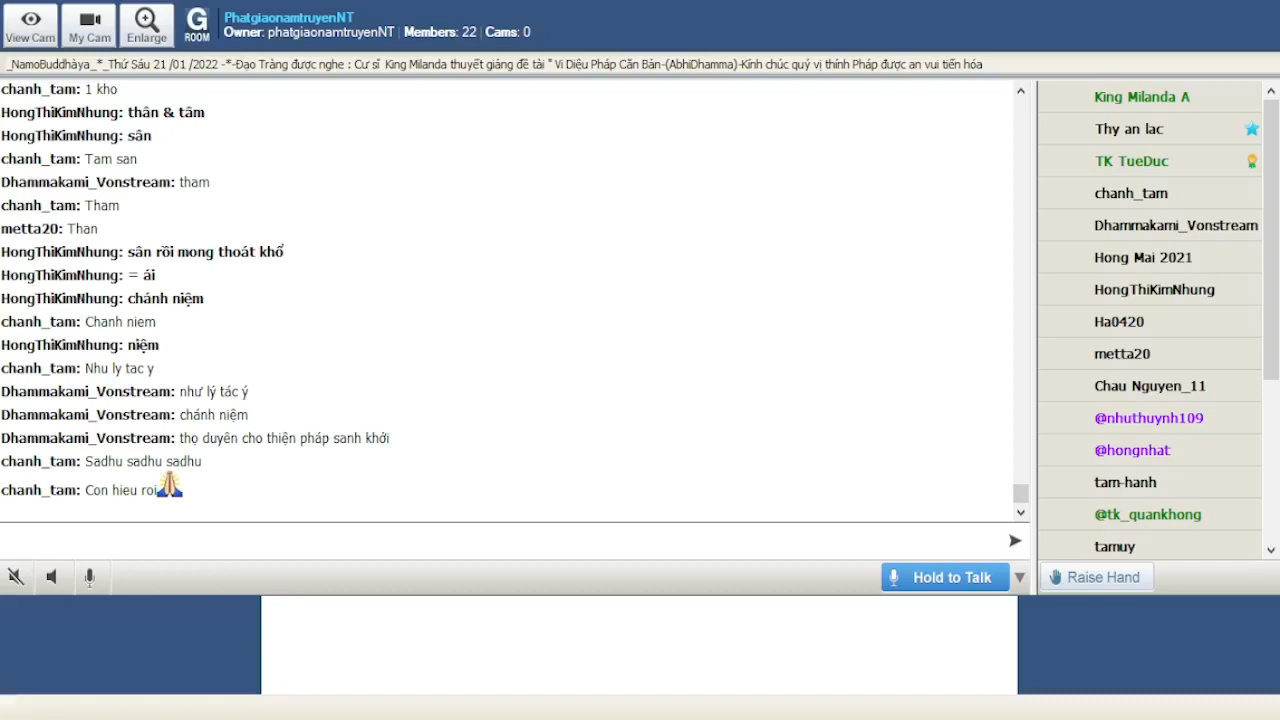 View Cam
My Cam
Enlarge
G
ROOM
PhatgiaonamtruyenNT
Owner: phatgiaonamtruyenNT | Members: 22 | Cams: 0
_NamoBuddhàya_*_Thứ Sáu 21 /01 /2022 -*-Đạo Tràng được nghe : Cư sĩ King Milanda thuyết giảng đề tài " Vi Diệu Pháp Căn Bản-(AbhiDhamma)-Kính chúc quý vị thính Pháp được an vui tiến hóa
chanh_tam: 1 kho
HongThiKimNhung: thân & tâm
HongThiKimNhung: sân
chanh_tam: Tam san
Dhammakami_Vonstream: tham
chanh_tam: Tham
metta20: Than
HongThiKimNhung: sân rồi mong thoát khổ
HongThiKimNhung: = ái
HongThiKimNhung: chánh niệm
chanh_tam: Chanh niem
HongThiKimNhung: niệm
chanh_tam: Nhu ly tac y
Dhammakami_Vonstream: như lý tác ý
Dhammakami_Vonstream: chánh niệm
Dhammakami_Vonstream: thọ duyên cho thiện pháp sanh khởi
chanh_tam: Sadhu sadhu sadhu
chanh_tam: Con hieu roi
Hold to Talk
King Milanda A
Thy an lac
TK TueDuc
chanh_tam
Dhammakami_Vonstream
Hong Mai 2021
HongThiKimNhung
Ha0420
metta20
Chau Nguyen_11
@nhuthuynh109
@hongnhat
tam-hanh
@tk_quankhong
tamuy
Raise Hand